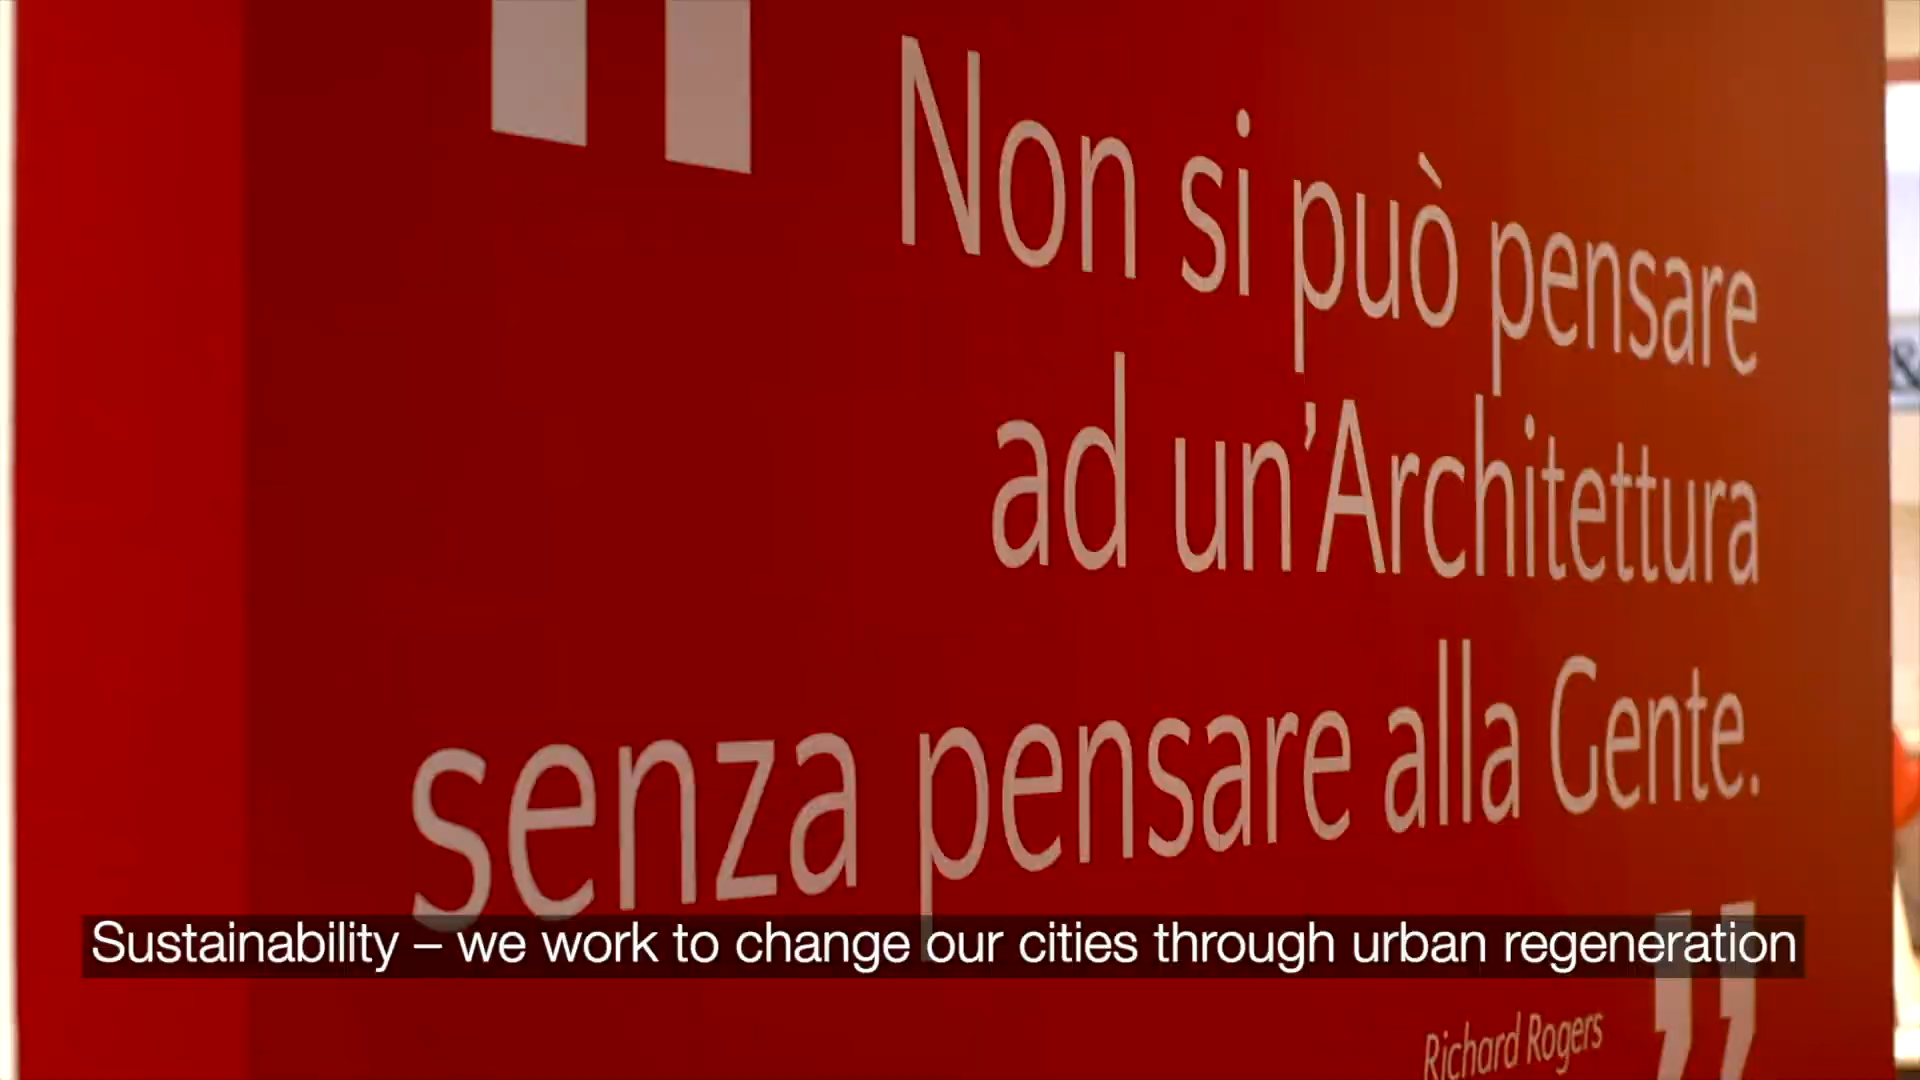 "Non si può pensare
ad un'Architettura
senza pensare alla Gente.
"
Sustainability – we work to change our cities through urban regeneration
Richard Rogers
&